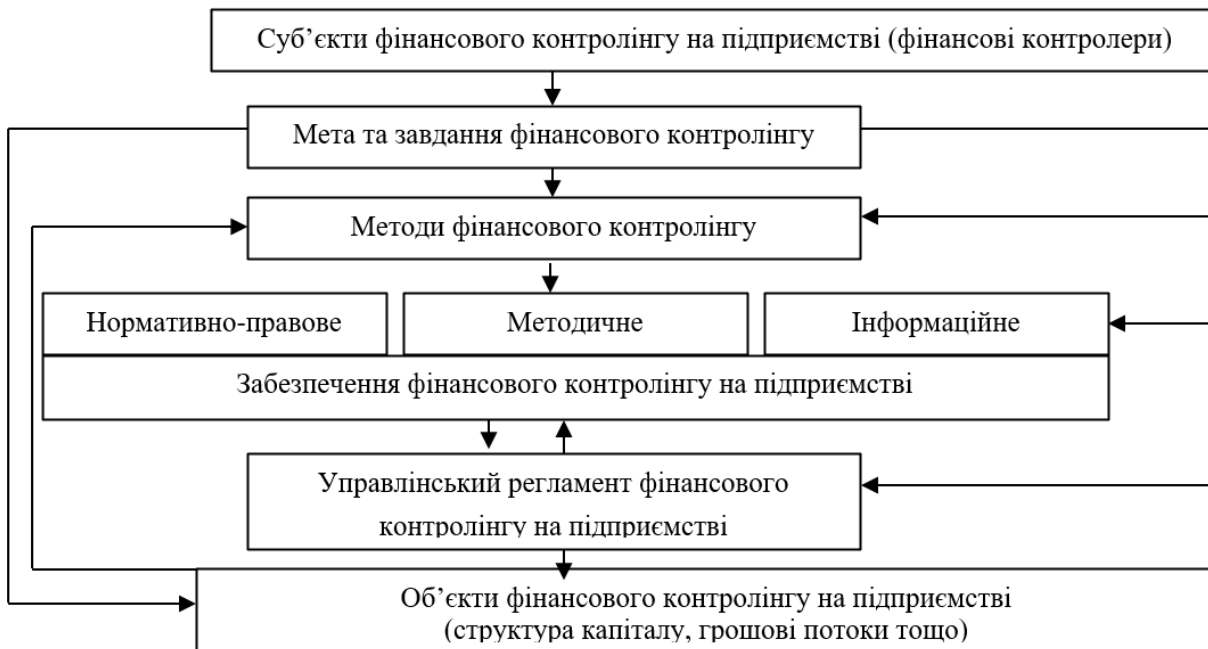 Суб’єкти фінансового контролінгу на підприємстві (фінансові контролери)
Мета та завдання фінансового контролінгу
Методи фінансового контролінгу
Нормативно-правове
Методичне
Інформаційне
Забезпечення фінансового контролінгу на підприємстві
Управлінський регламент фінансового
контролінгу на підприємстві
Об’єкти фінансового контролінгу на підприємстві
(структура капіталу, грошові потоки тощо)